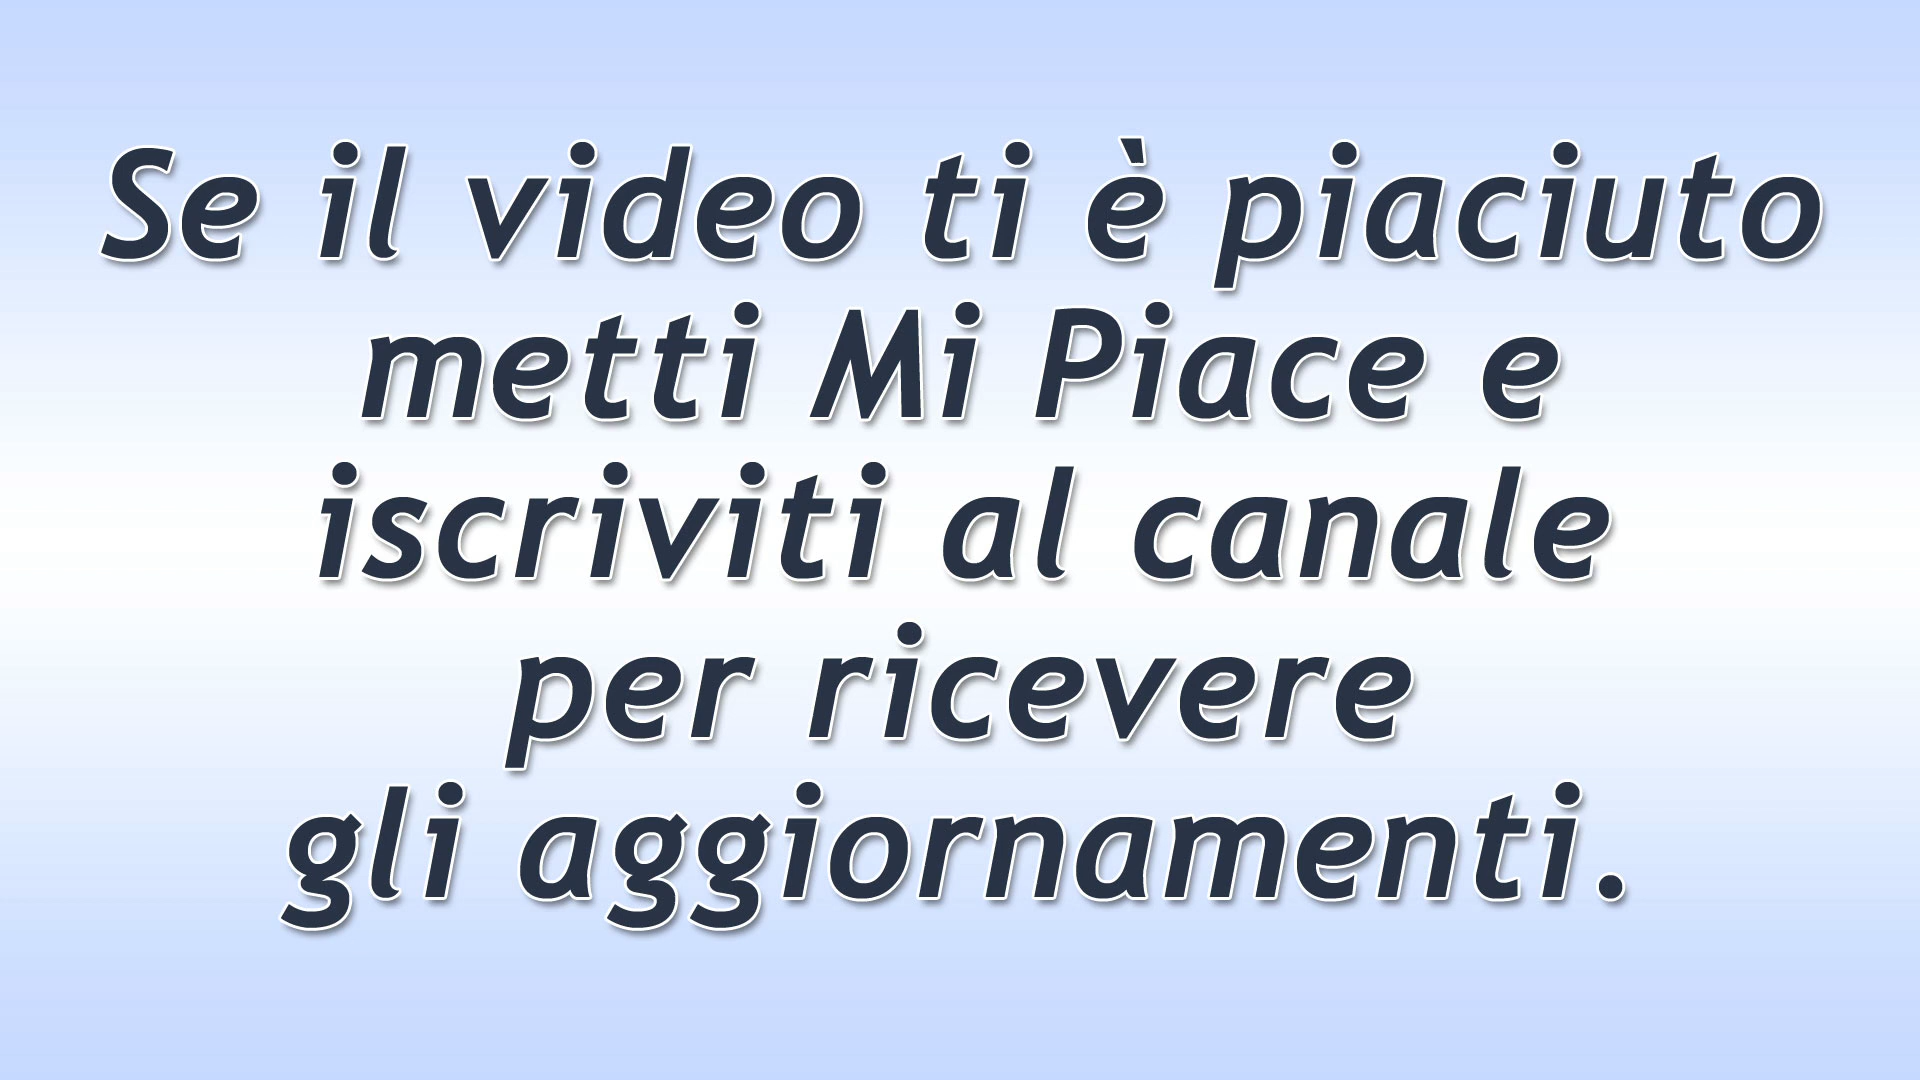 Se il video ti è piaciuto
metti Mi Piace e
iscriviti al canale
per ricevere
gli aggiornamenti.